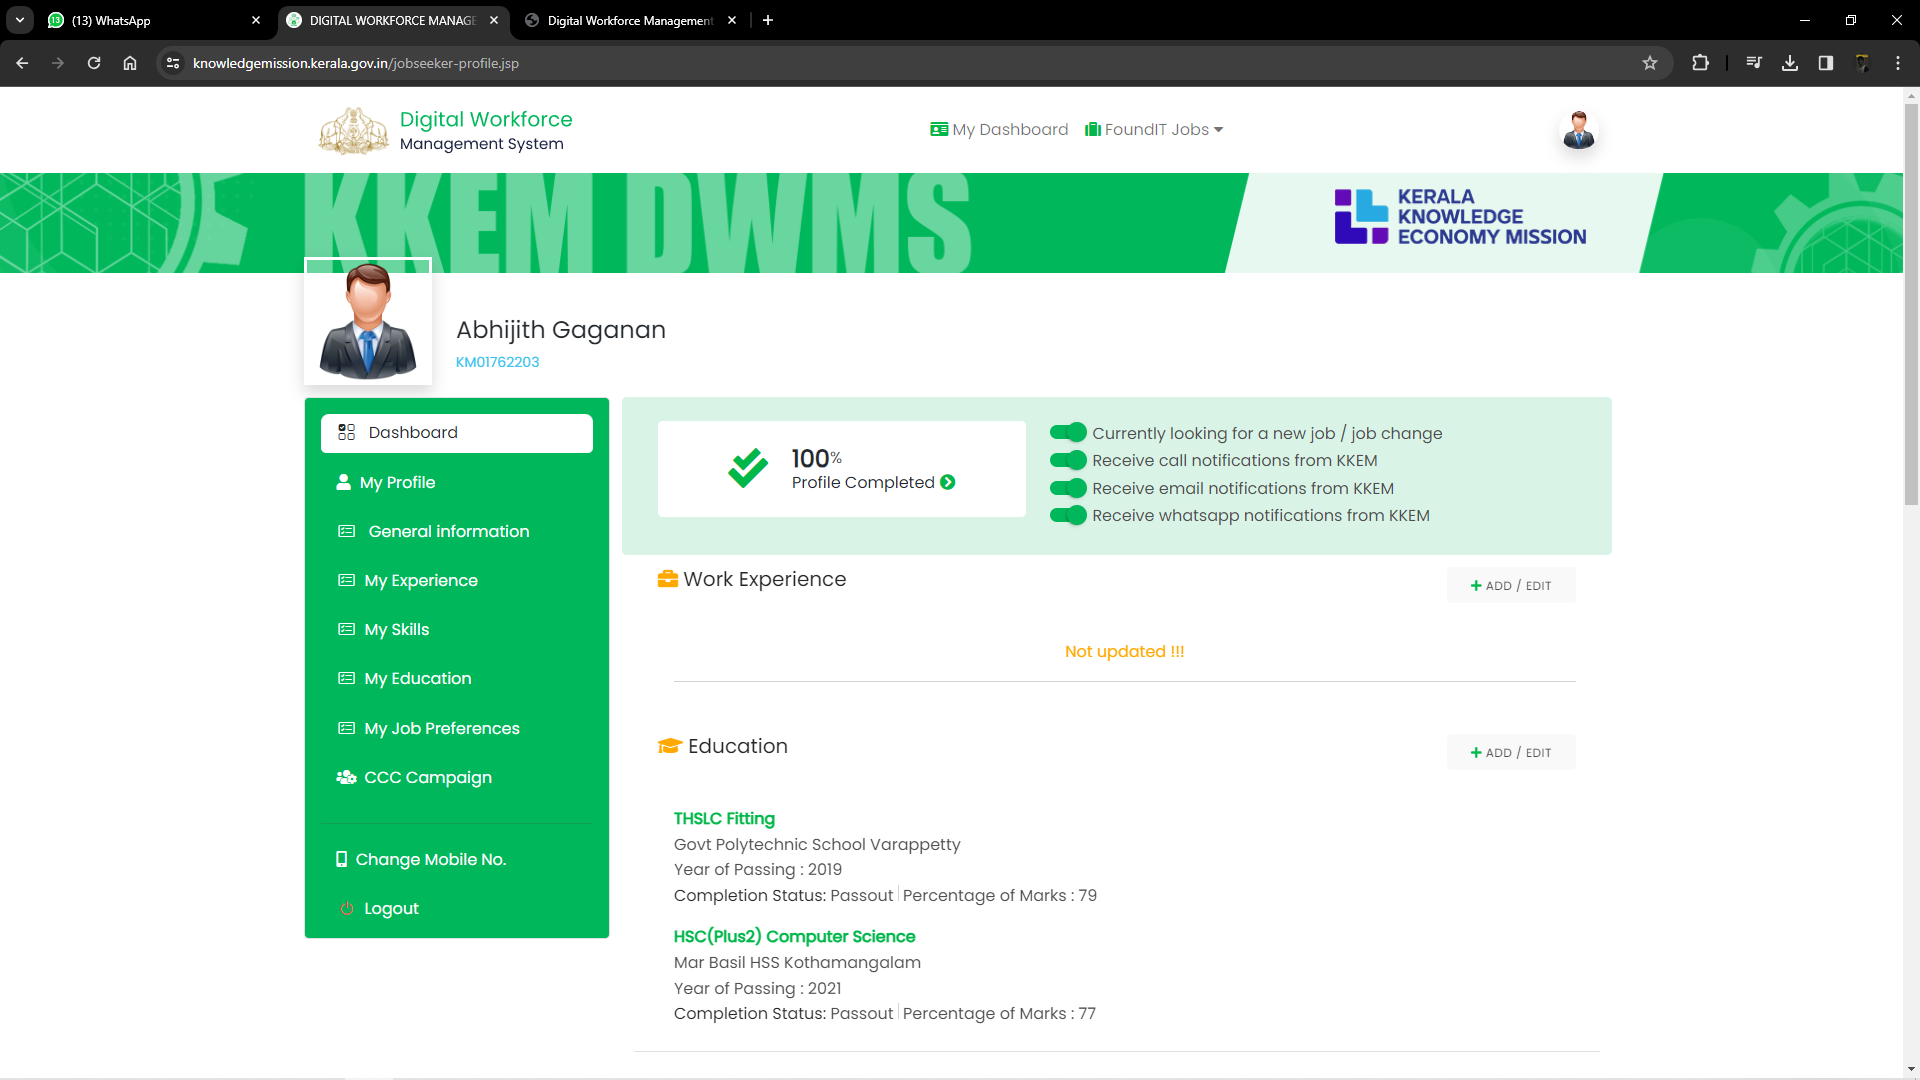 13
(13) WhatsApp
DIGITAL WORKFORCE MANAGE
Digital Workforce Management
knowledgemission.kerala.gov.in/jobseeker-profile.jsp
Digital Workforce
Management System
My Dashboard
FoundIT Jobs
KKEM DWMS
KERALA
KNOWLEDGE
ECONOMY MISSION
Abhijith Gaganan
KM01762203
Dashboard
My Profile
General information
My Experience
My Skills
My Education
My Job Preferences
CCC Campaign
Change Mobile No.
Logout
100%
Profile Completed
Currently looking for a new job / job change
Receive call notifications from KKEM
Receive email notifications from KKEM
Receive whatsapp notifications from KKEM
Work Experience
+ ADD / EDIT
Not updated !!!
Education
+ ADD / EDIT
THSLC Fitting
Govt Polytechnic School Varappetty
Year of Passing : 2019
Completion Status: Passout | Percentage of Marks : 79
HSC(Plus2) Computer Science
Mar Basil HSS Kothamangalam
Year of Passing : 2021
Completion Status: Passout | Percentage of Marks : 77